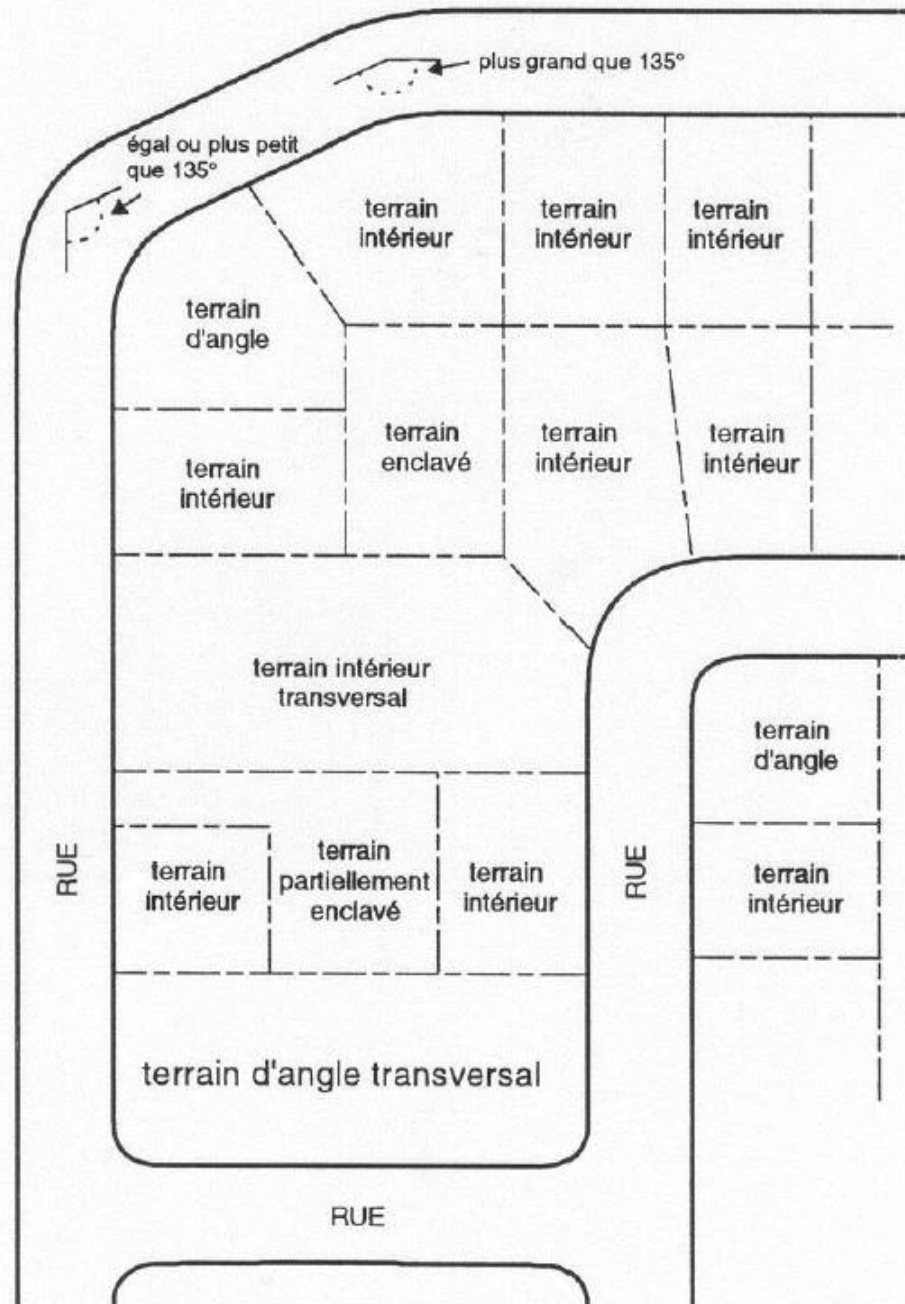 plus grand que 135°
égal ou plus petit
que 135°
terrain
intérieur
terrain
intérieur
terrain
intérieur
terrain
d'angle
terrain
enclavé
terrain
intérieur
terrain
intérieur
terrain
intérieur
terrain intérieur
transversal
terrain
d'angle
RUE
terrain
intérieur
terrain
partiellement
enclavé
terrain
intérieur
RUE
terrain
intérieur
terrain d'angle transversal
RUE